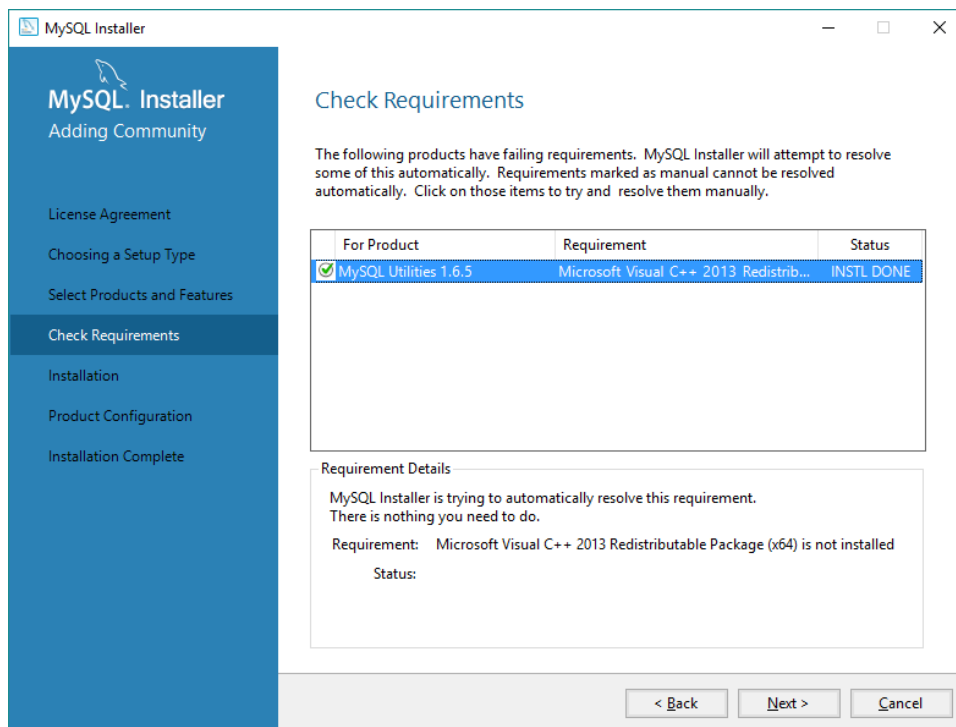 MySQL Installer
MySQL. Installer
Adding Community
License Agreement
Choosing a Setup Type
Select Products and Features
Check Requirements
Installation
Product Configuration
Installation Complete
Check Requirements
The following products have failing requirements. MySQL Installer will attempt to resolve
some of this automatically. Requirements marked as manual cannot be resolved
automatically. Click on those items to try and resolve them manually.
For Product Requirement Status
MySQL Utilities 1.6.5 Microsoft Visual C++ 2013 Redistrib... INSTL DONE
Requirement Details
MySQL Installer is trying to automatically resolve this requirement.
There is nothing you need to do.
Requirement: Microsoft Visual C++ 2013 Redistributable Package (x64) is not installed
Status:
< Back Next > Cancel